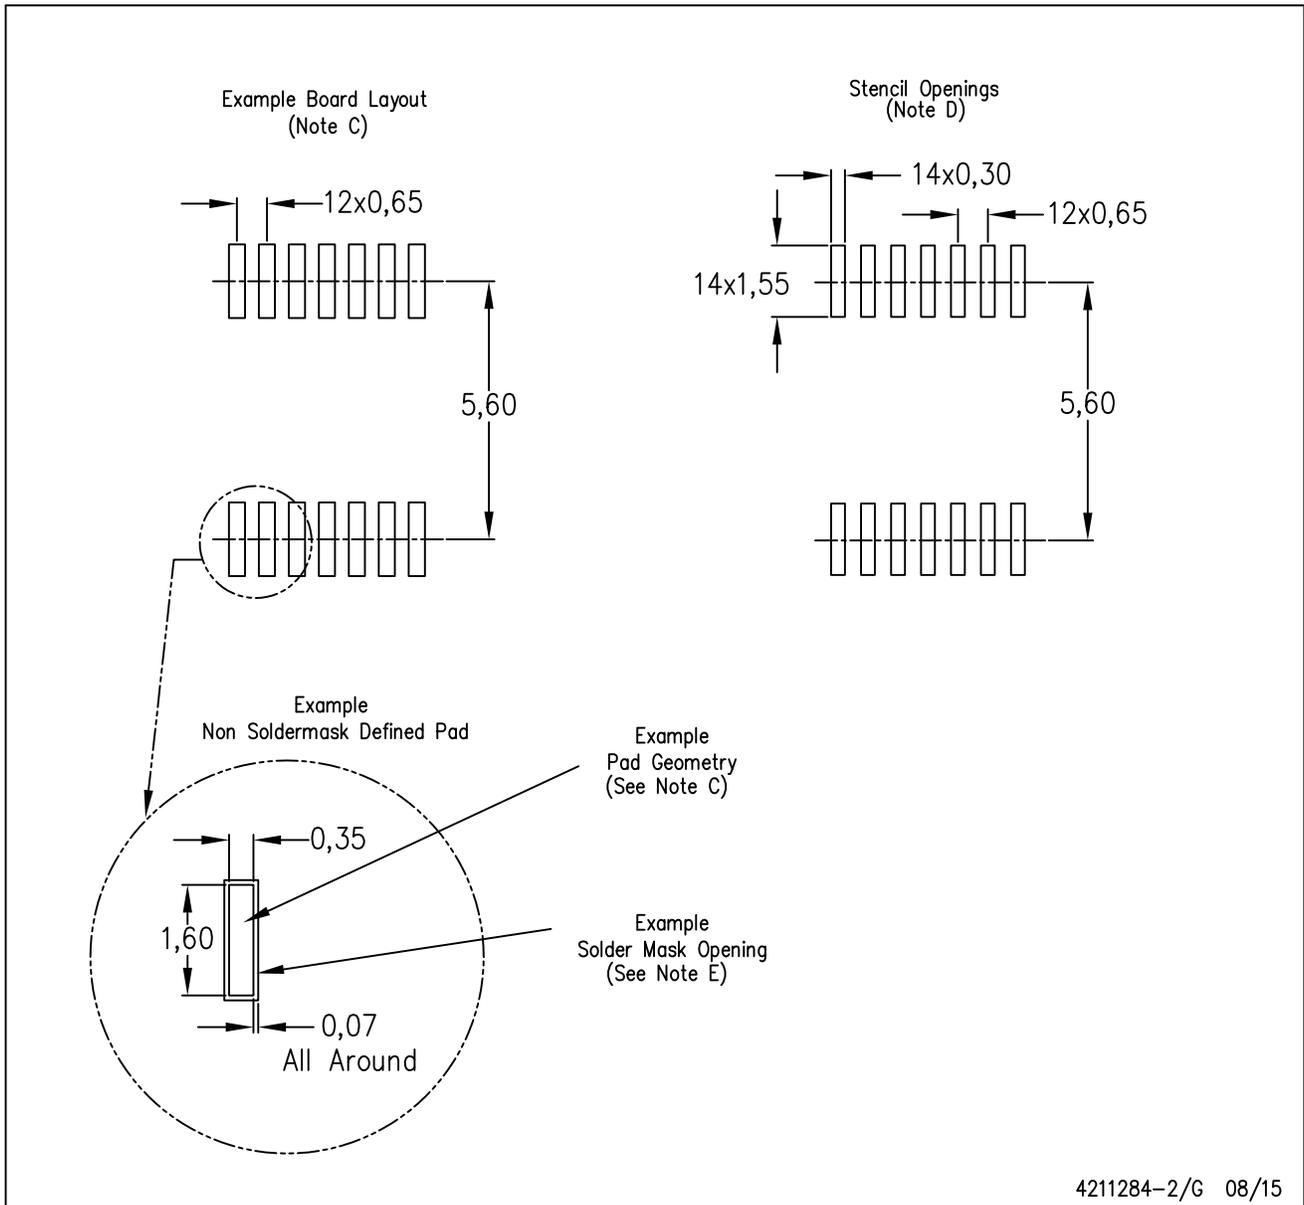 Example Board Layout
(Note C)
12x0,65
5,60
Stencil Openings
(Note D)
14x0,30
12x0,65
14x1,55
5,60
Example
Non Soldermask Defined Pad
0,35
1,60
0,07
All Around
Example
Pad Geometry
(See Note C)
Example
Solder Mask Opening
(See Note E)
4211284-2/G 08/15